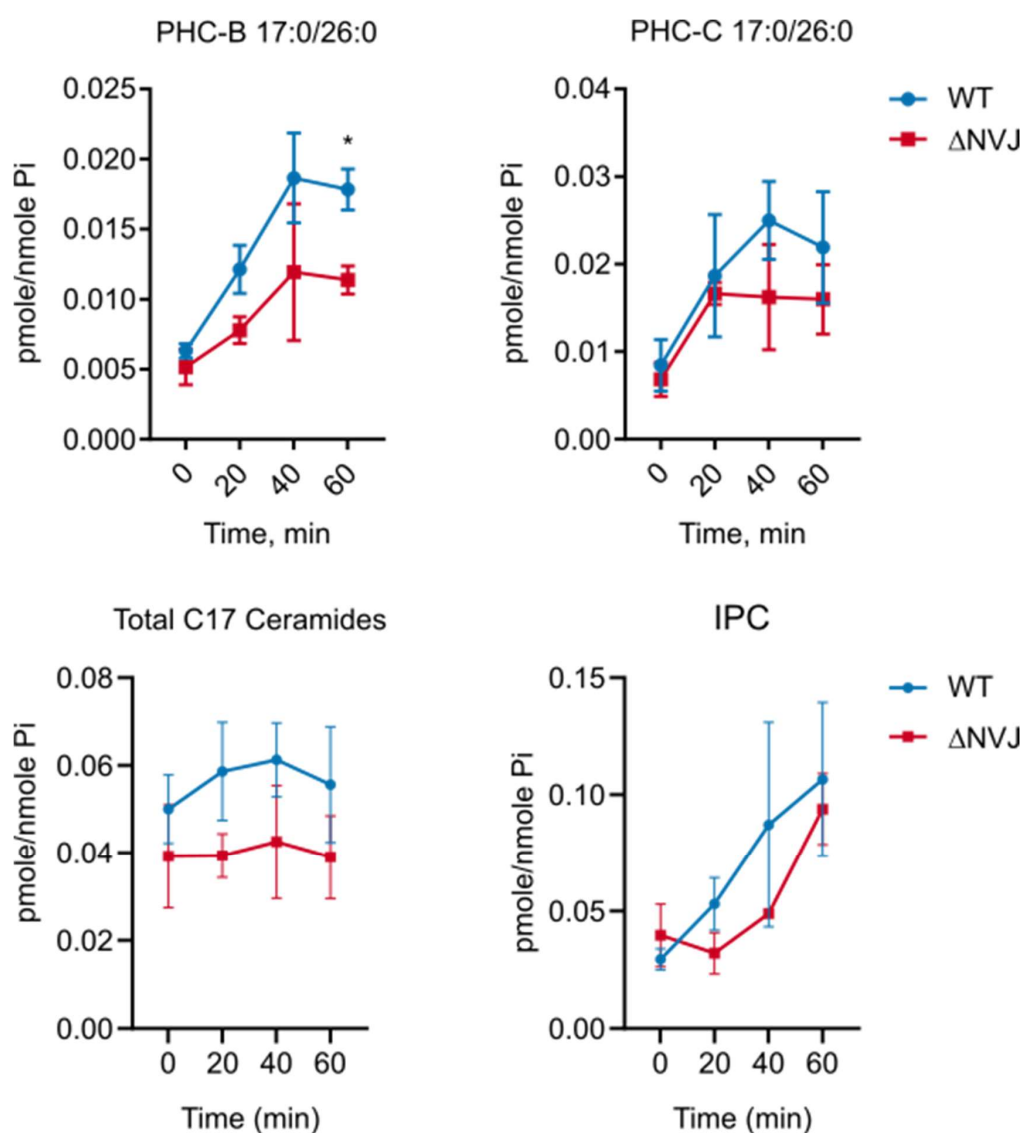 PHC-B 17:0/26:0
pmole/nmole Pi
0.025
0.020
0.015
0.010
0.005
0.000
*
0 20 40 60
Time, min
PHC-C 17:0/26:0
pmole/nmole Pi
0.04
0.03
0.02
0.01
0.00
0 20 40 60
Time, min
WT
ΔNVJ
Total C17 Ceramides
pmole/nmole Pi
0.08
0.06
0.04
0.02
0.00
0 20 40 60
Time (min)
IPC
pmole/nmole Pi
0.15
0.10
0.05
0.00
0 20 40 60
Time (min)
WT
ΔNVJ